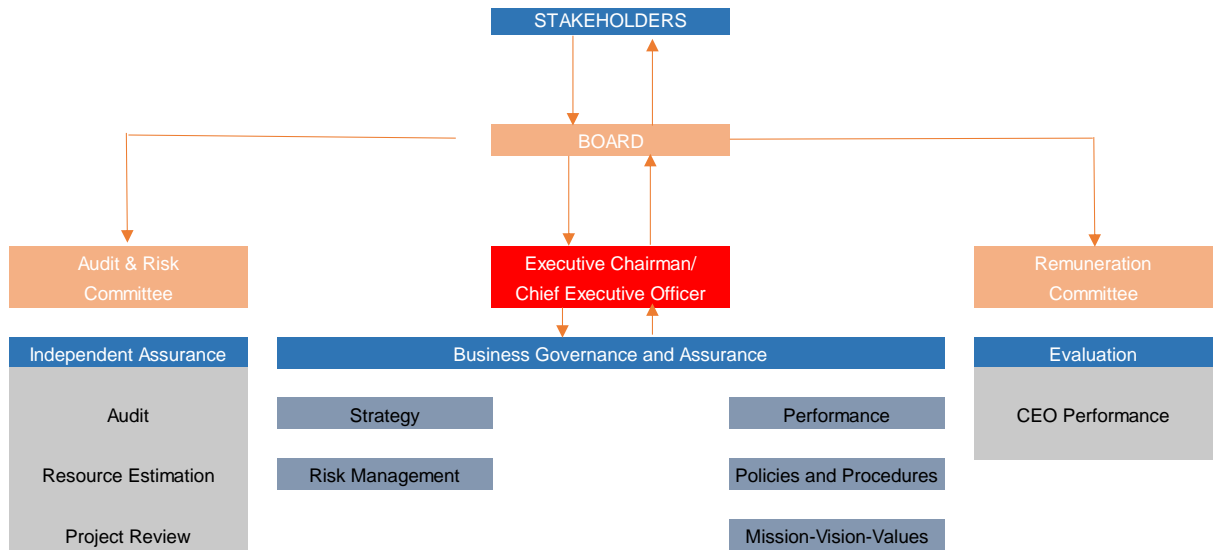 STAKEHOLDERS
BOARD
Audit & Risk
Committee
Executive Chairman/
Chief Executive Officer
Remuneration
Committee
Independent Assurance
Business Governance and Assurance
Evaluation
Audit
Strategy
Performance
CEO Performance
Resource Estimation
Risk Management
Policies and Procedures
Project Review
Mission-Vision-Values